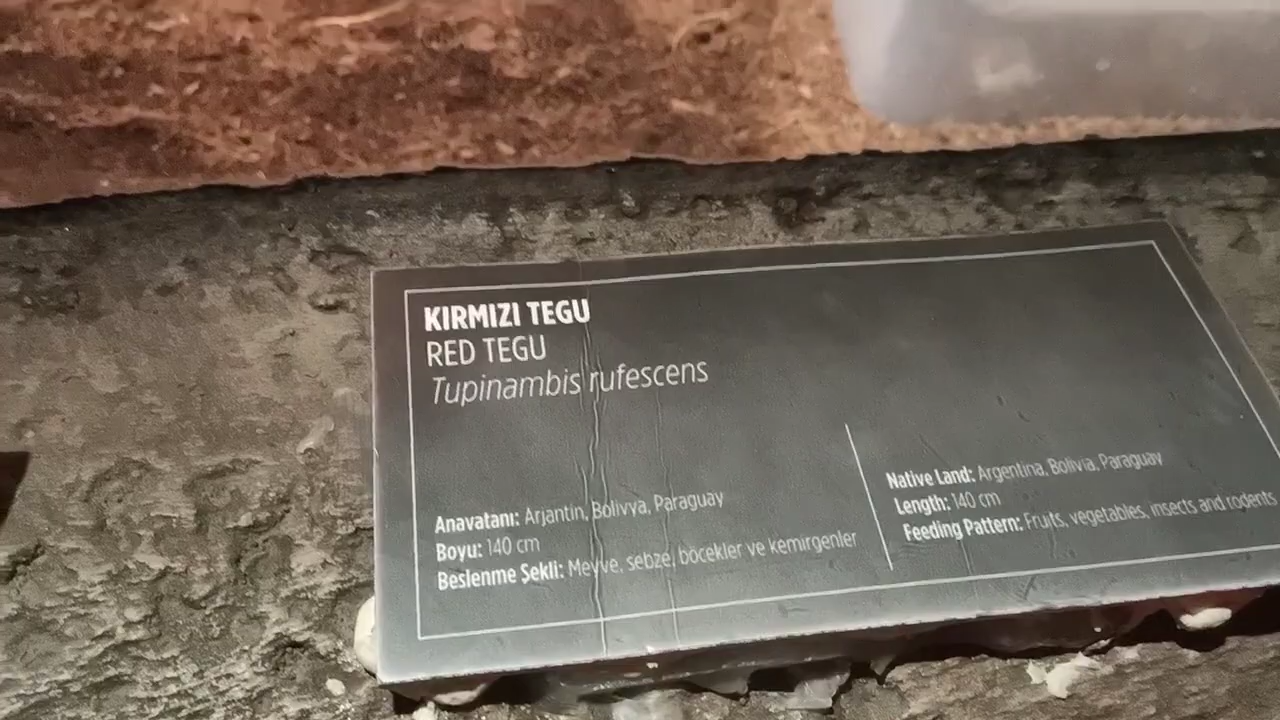 KIRMIZI TEGU
RED TEGU
Tupinambis rufescens
Anavatanı: Arjantin, Bolivya, Paraguay
Boyu: 140 cm
Beslenme Şekli: Meyve, sebze, böcekler ve kemirgenler
Native Land: Argentina, Bolivia, Paraguay
Length: 140 cm
Feeding Pattern: Fruits, vegetables, insects and rodents